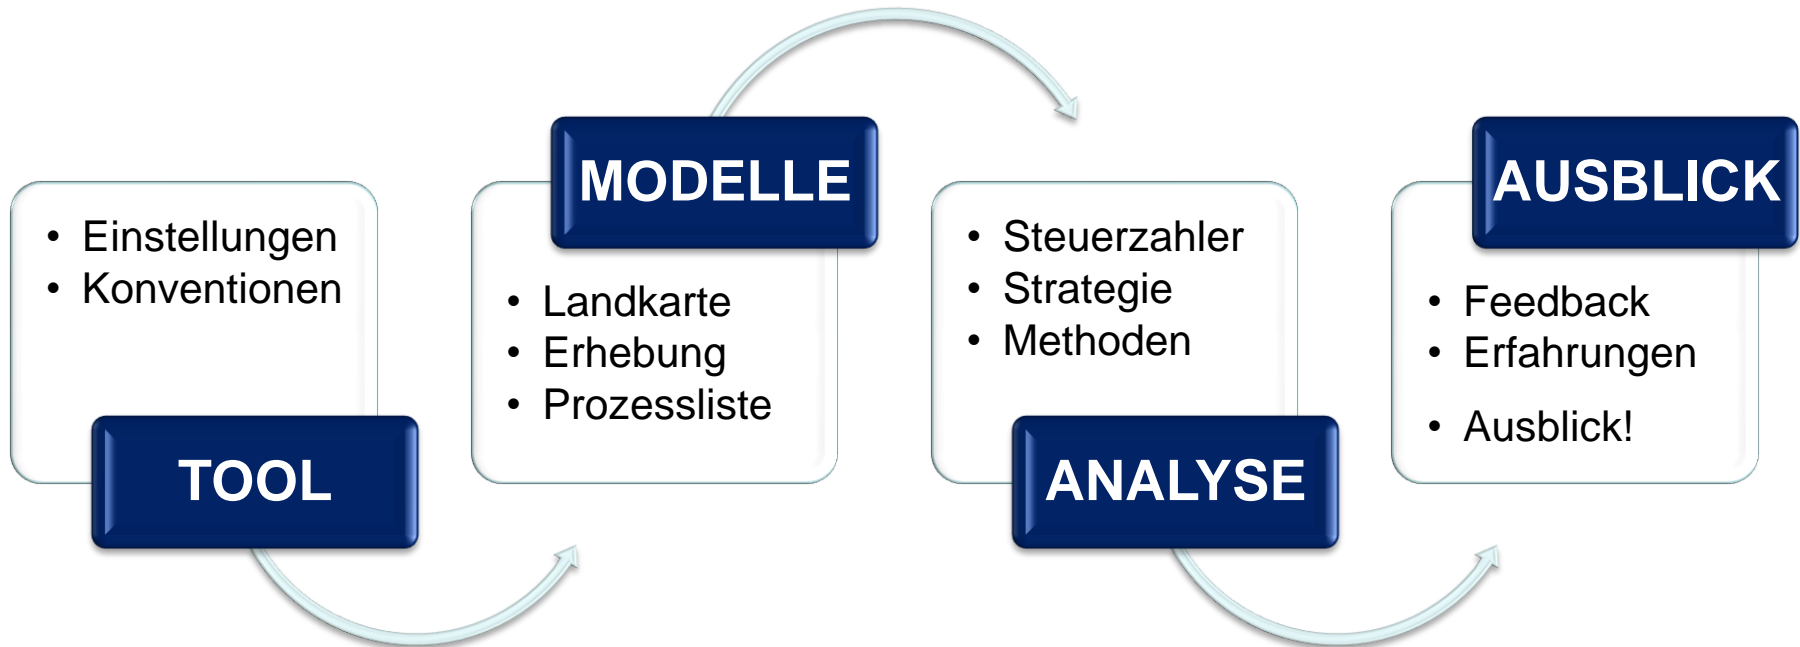 • Einstellungen
• Konventionen
TOOL
MODELLE
• Landkarte
• Erhebung
• Prozessliste
• Steuerzahler
• Strategie
• Methoden
ANALYSE
AUSBLICK
• Feedback
• Erfahrungen
• Ausblick!